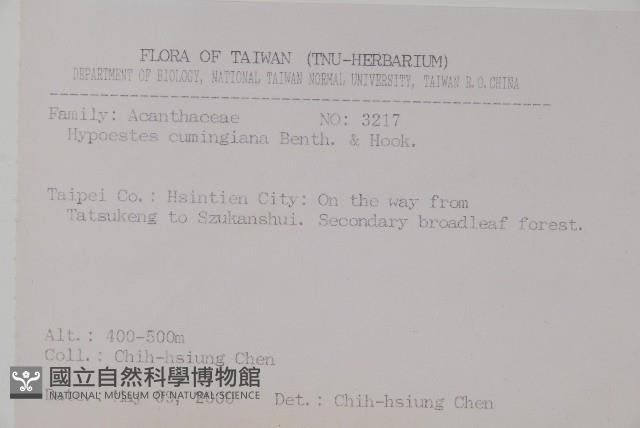 FLORA OF TAIWAN (TNU-HERBARIUM)
DEPARTMENT OF BIOLOGY, NATIONAL TAIWAN NORMAL UNIVERSITY, TAIWAN R.O.CHINA
Family: Acanthaceae NO: 3217
Hypoestes cumingiana Benth. & Hook.
Taipei Co.: Hsintien City: On the way from
Tatsukeng to Szukanshui. Secondary broadleaf forest.
Alt.: 400-500m
Coll.: Chih-hsiung Chen
國立自然科學博物館
NATIONAL MUSEUM OF NATURAL SCIENCE
Det.: Chih-hsiung Chen